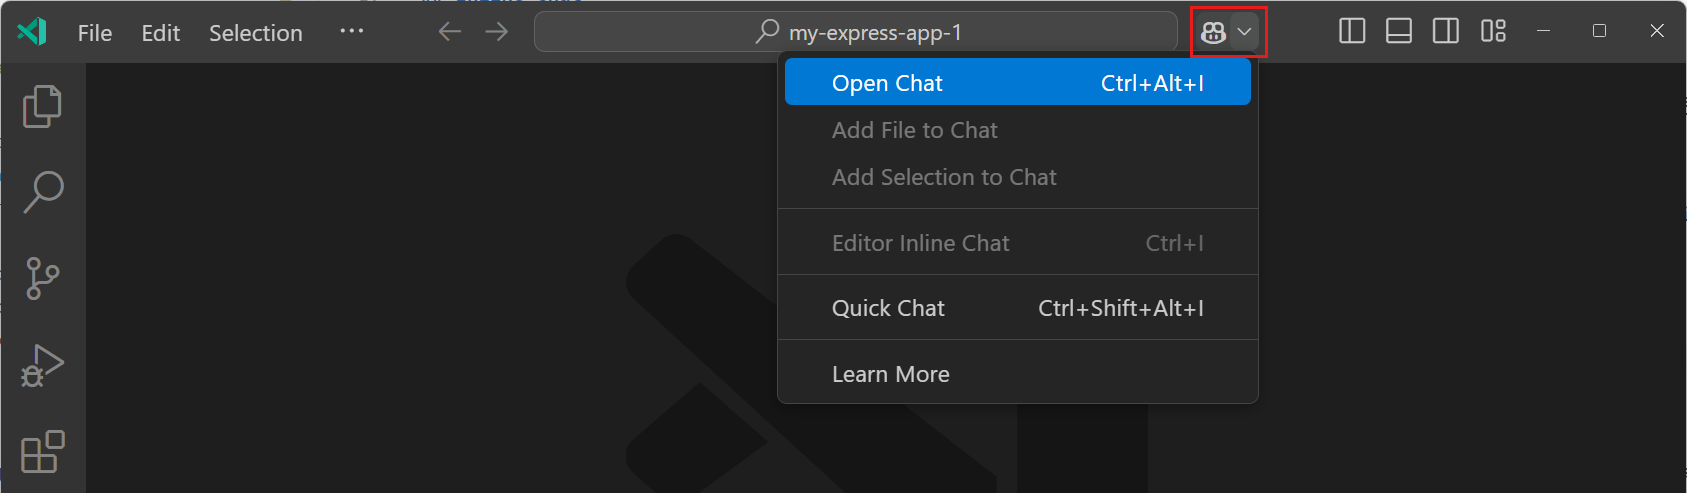 File Edit Selection ··· my-express-app-1
Open Chat Ctrl+Alt+I
Add File to Chat
Add Selection to Chat
Editor Inline Chat Ctrl+I
Quick Chat Ctrl+Shift+Alt+I
Learn More